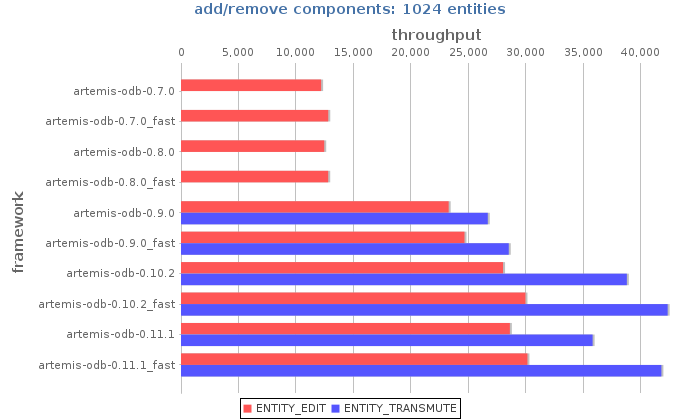 add/remove components: 1024 entities
throughput
0 5,000 10,000 15,000 20,000 25,000 30,000 35,000 40,000
framework
artemis-odb-0.7.0
artemis-odb-0.7.0_fast
artemis-odb-0.8.0
artemis-odb-0.8.0_fast
artemis-odb-0.9.0
artemis-odb-0.9.0_fast
artemis-odb-0.10.2
artemis-odb-0.10.2_fast
artemis-odb-0.11.1
artemis-odb-0.11.1_fast
ENTITY_EDIT ENTITY_TRANSMUTE